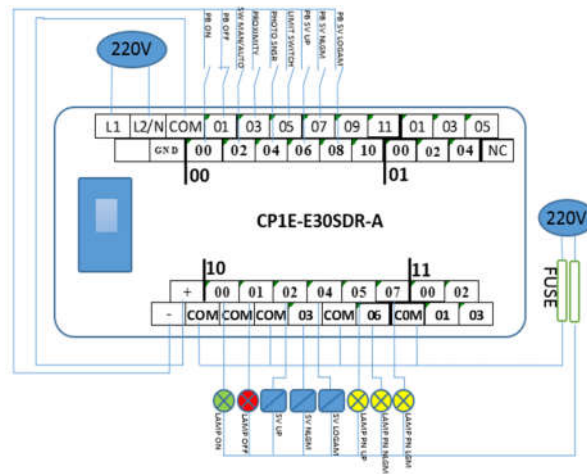 PB ON
PB OFF
SW MAN/AUTO
PROXIMITY
PHOTO SNSR
LIMIT SWITCH
PB SV UP
PB SV NLGM
PB SV LOGAM
220V
L1 L2/N COM 01 03 05 07 09 11 01 03 05
GND 00 02 04 06 08 10 00 02 04 NC
00 01
CP1E-E30SDR-A
220V
FUSE
10 11
+ 00 01 02 04 05 07 00 02
- COM COM COM 03 COM 06 COM 01 03
LAMP ON
LAMP OFF
SV UP
SV NLGM
SV LOGAM
LAMP PN UP
LAMP PN NLGM
LAMP PN LGM